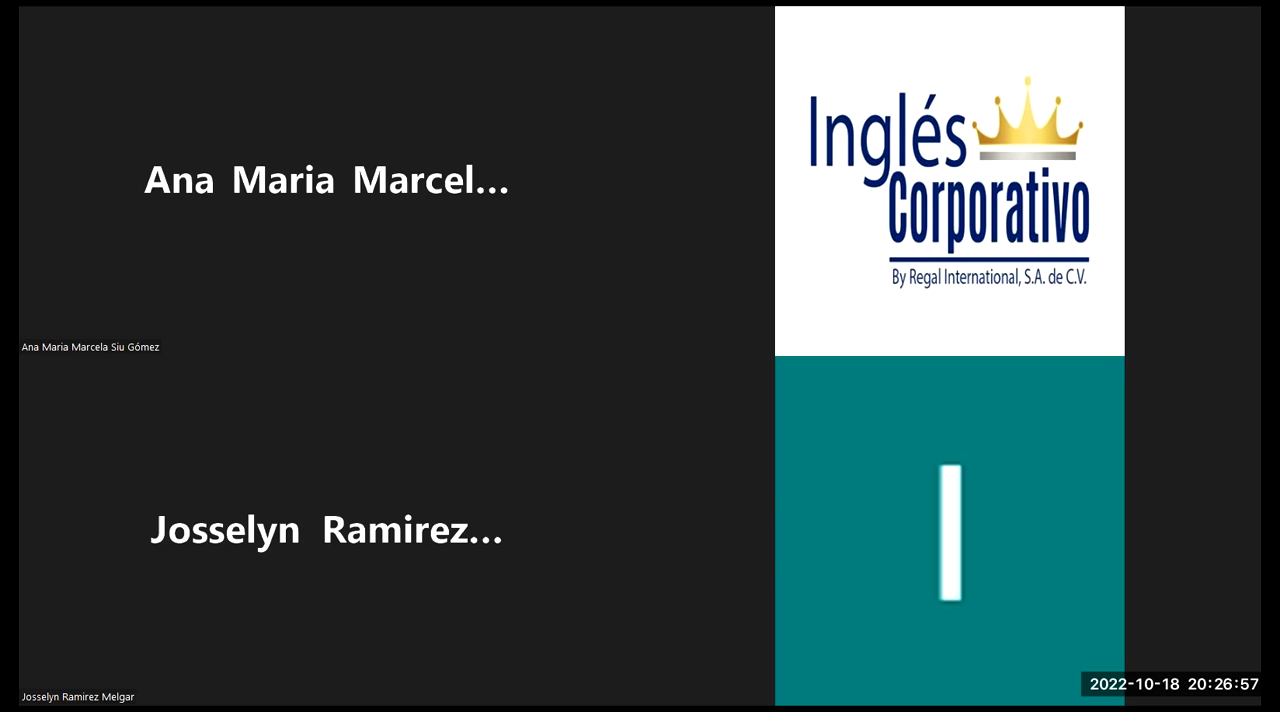 Ana Maria Marcel...
Ana Maria Marcela Siu Gómez
Inglés
Corporativo
By Regal International, S.A. de C.V.
Josselyn Ramirez...
Josselyn Ramirez Melgar
I
2022-10-18 20:26:57